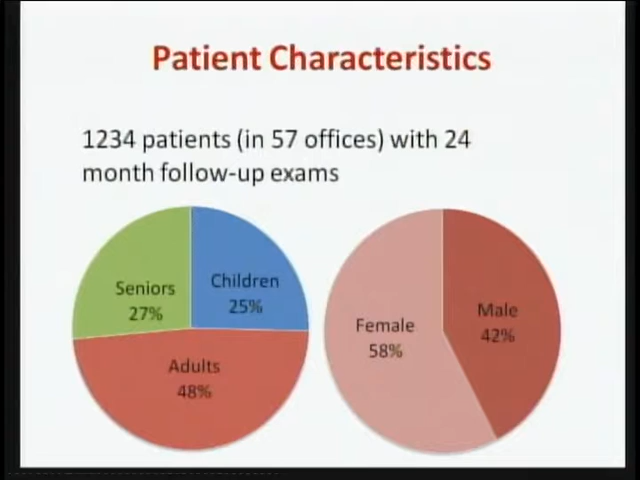 Patient Characteristics
1234 patients (in 57 offices) with 24
month follow-up exams
Seniors
27%
Children
25%
Adults
48%
Female
58%
Male
42%